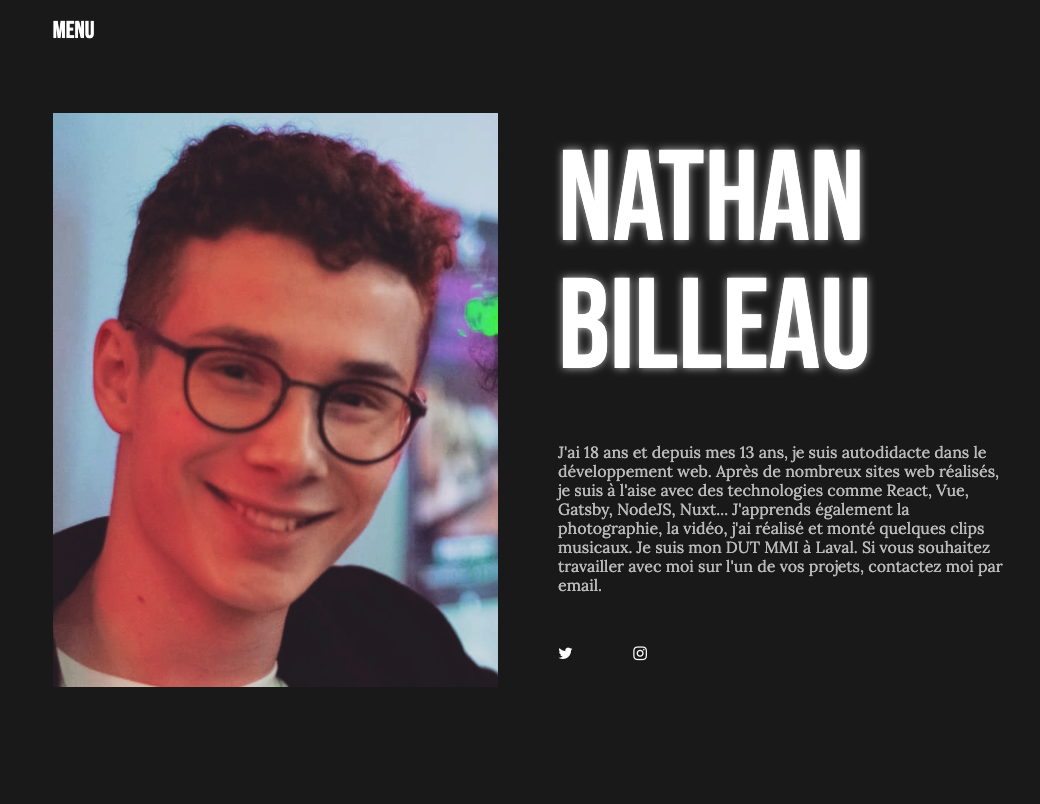 MENU
NATHAN
BILLEAU
J'ai 18 ans et depuis mes 13 ans, je suis autodidacte dans le
développement web. Après de nombreux sites web réalisés,
je suis à l'aise avec des technologies comme React, Vue,
Gatsby, NodeJS, Nuxt... J'apprends également la
photographie, la vidéo, j'ai réalisé et monté quelques clips
musicaux. Je suis mon DUT MMI à Laval. Si vous souhaitez
travailler avec moi sur l'un de vos projets, contactez moi par
email.